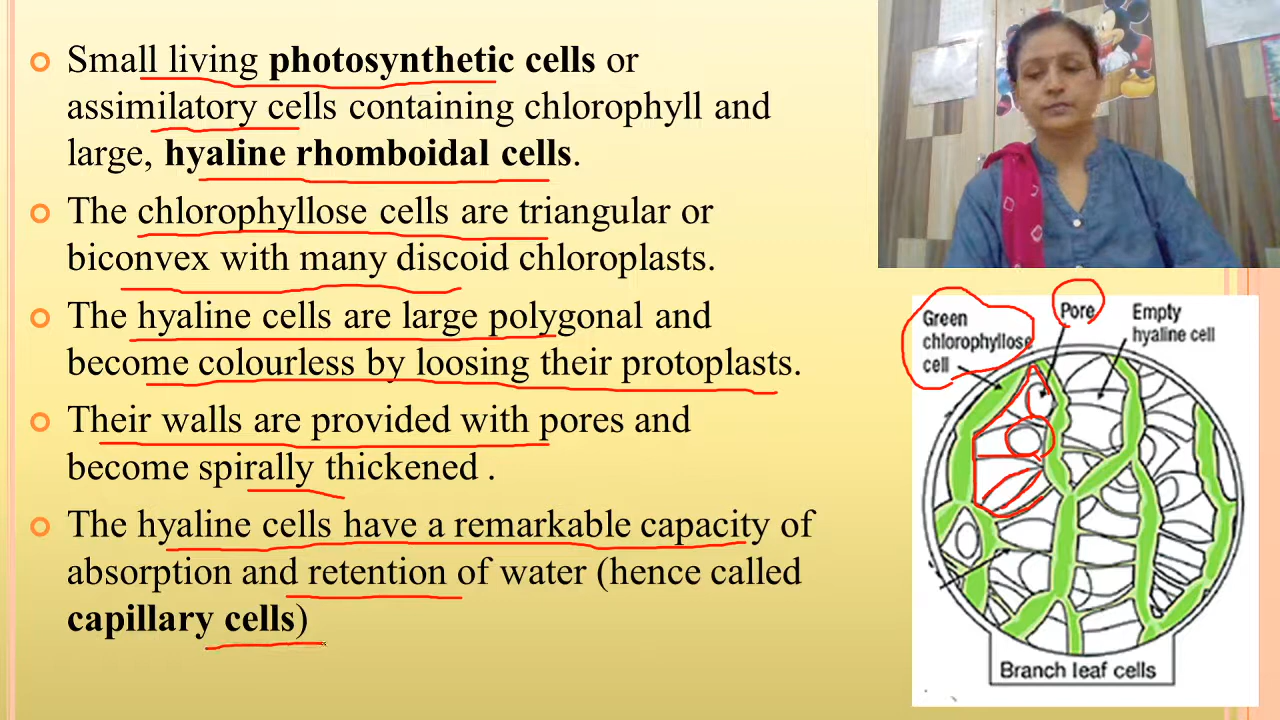 Small living photosynthetic cells or
assimilatory cells containing chlorophyll and
large, hyaline rhomboidal cells.
The chlorophyllose cells are triangular or
biconvex with many discoid chloroplasts.
The hyaline cells are large polygonal and
become colourless by loosing their protoplasts.
Their walls are provided with pores and
become spirally thickened .
The hyaline cells have a remarkable capacity of
absorption and retention of water (hence called
capillary cells)
Green
chlorophyllose
cell
Pore
Empty
hyaline cell
Branch leaf cells